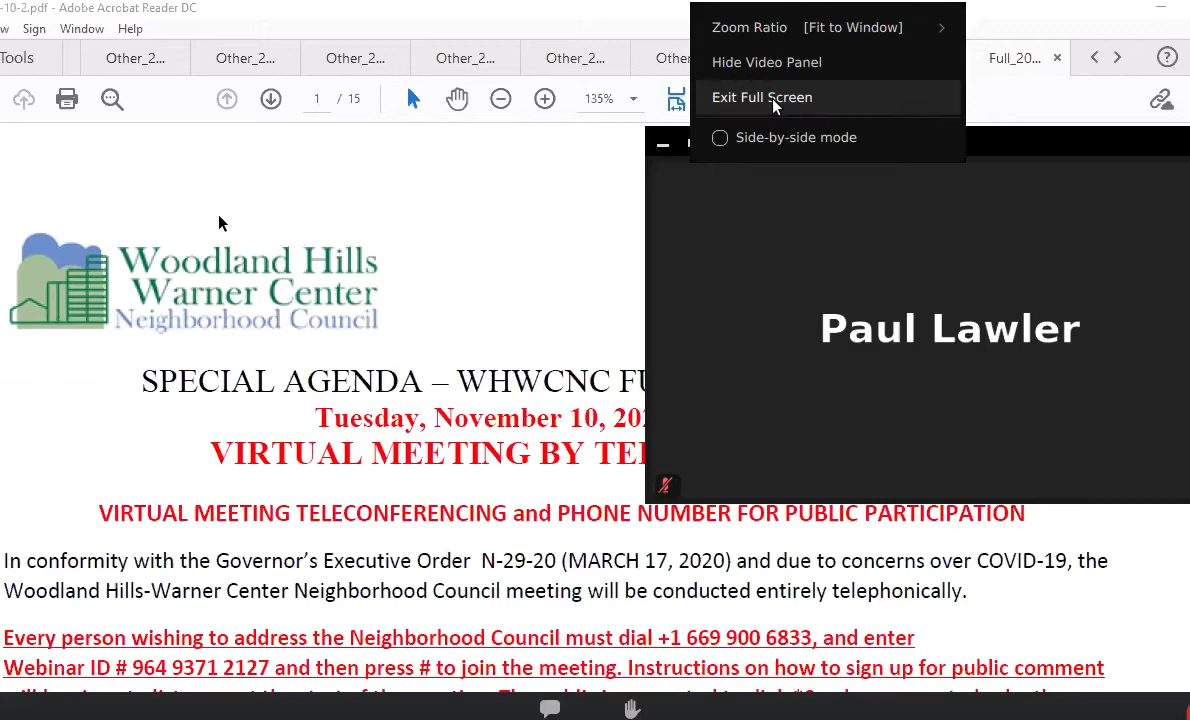 -10-2.pdf - Adobe Acrobat Reader DC
w Sign Window Help
Tools Other_2... Other_2... Other_2... Other_2... Other_2... Othe Full_20... ×
1 / 15 135%
Zoom Ratio [Fit to Window]
Hide Video Panel
Exit Full Screen
Side-by-side mode
Woodland Hills
Warner Center
Neighborhood Council
Paul Lawler
SPECIAL AGENDA – WHWCNC FU
Tuesday, November 10, 202
VIRTUAL MEETING BY TEL
VIRTUAL MEETING TELECONFERENCING and PHONE NUMBER FOR PUBLIC PARTICIPATION
In conformity with the Governor’s Executive Order N-29-20 (MARCH 17, 2020) and due to concerns over COVID-19, the
Woodland Hills-Warner Center Neighborhood Council meeting will be conducted entirely telephonically.
Every person wishing to address the Neighborhood Council must dial +1 669 900 6833, and enter
Webinar ID # 964 9371 2127 and then press # to join the meeting. Instructions on how to sign up for public comment